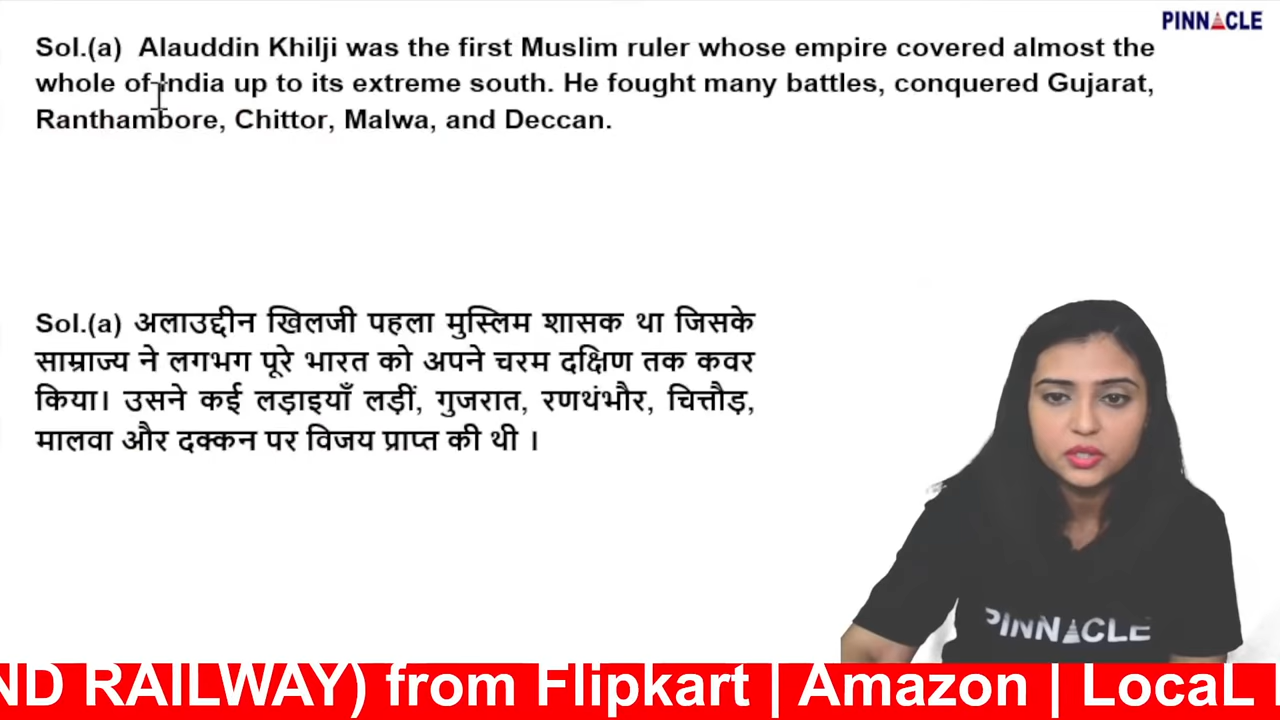 PINNACLE
Sol.(a) Alauddin Khilji was the first Muslim ruler whose empire covered almost the
whole of India up to its extreme south. He fought many battles, conquered Gujarat,
Ranthambore, Chittor, Malwa, and Deccan.
Sol.(a) अलाउद्दीन खिलजी पहला मुस्लिम शासक था जिसके
साम्राज्य ने लगभग पूरे भारत को अपने चरम दक्षिण तक कवर
किया। उसने कई लड़ाइयाँ लड़ीं, गुजरात, रणथंभौर, चित्तौड़,
मालवा और दक्कन पर विजय प्राप्त की थी ।
PINNACLE
ND RAILWAY) from Flipkart | Amazon | LocaL